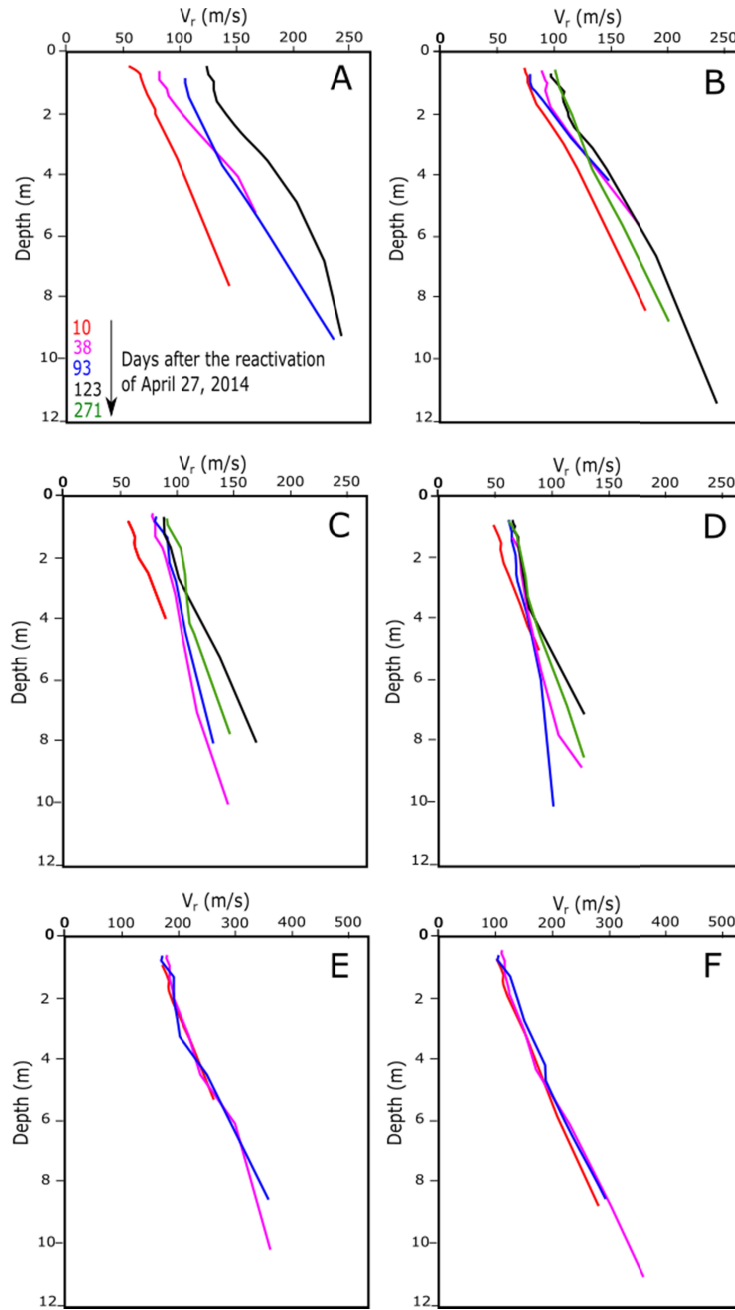 Vr (m/s)
0 50 100 150 200 250
0
2
4
6
8
10
12
Depth (m)
A
10
38
93
123
271
Days after the reactivation
of April 27, 2014
Vr (m/s)
0 50 100 150 200 250
0
2
4
6
8
10
12
Depth (m)
B
Vr (m/s)
0 50 100 150 200 250
0
2
4
6
8
10
12
Depth (m)
C
Vr (m/s)
0 50 100 150 200 250
0
2
4
6
8
10
12
Depth (m)
D
Vr (m/s)
0 100 200 300 400 500
0
2
4
6
8
10
12
Depth (m)
E
Vr (m/s)
0 100 200 300 400 500
0
2
4
6
8
10
12
Depth (m)
F